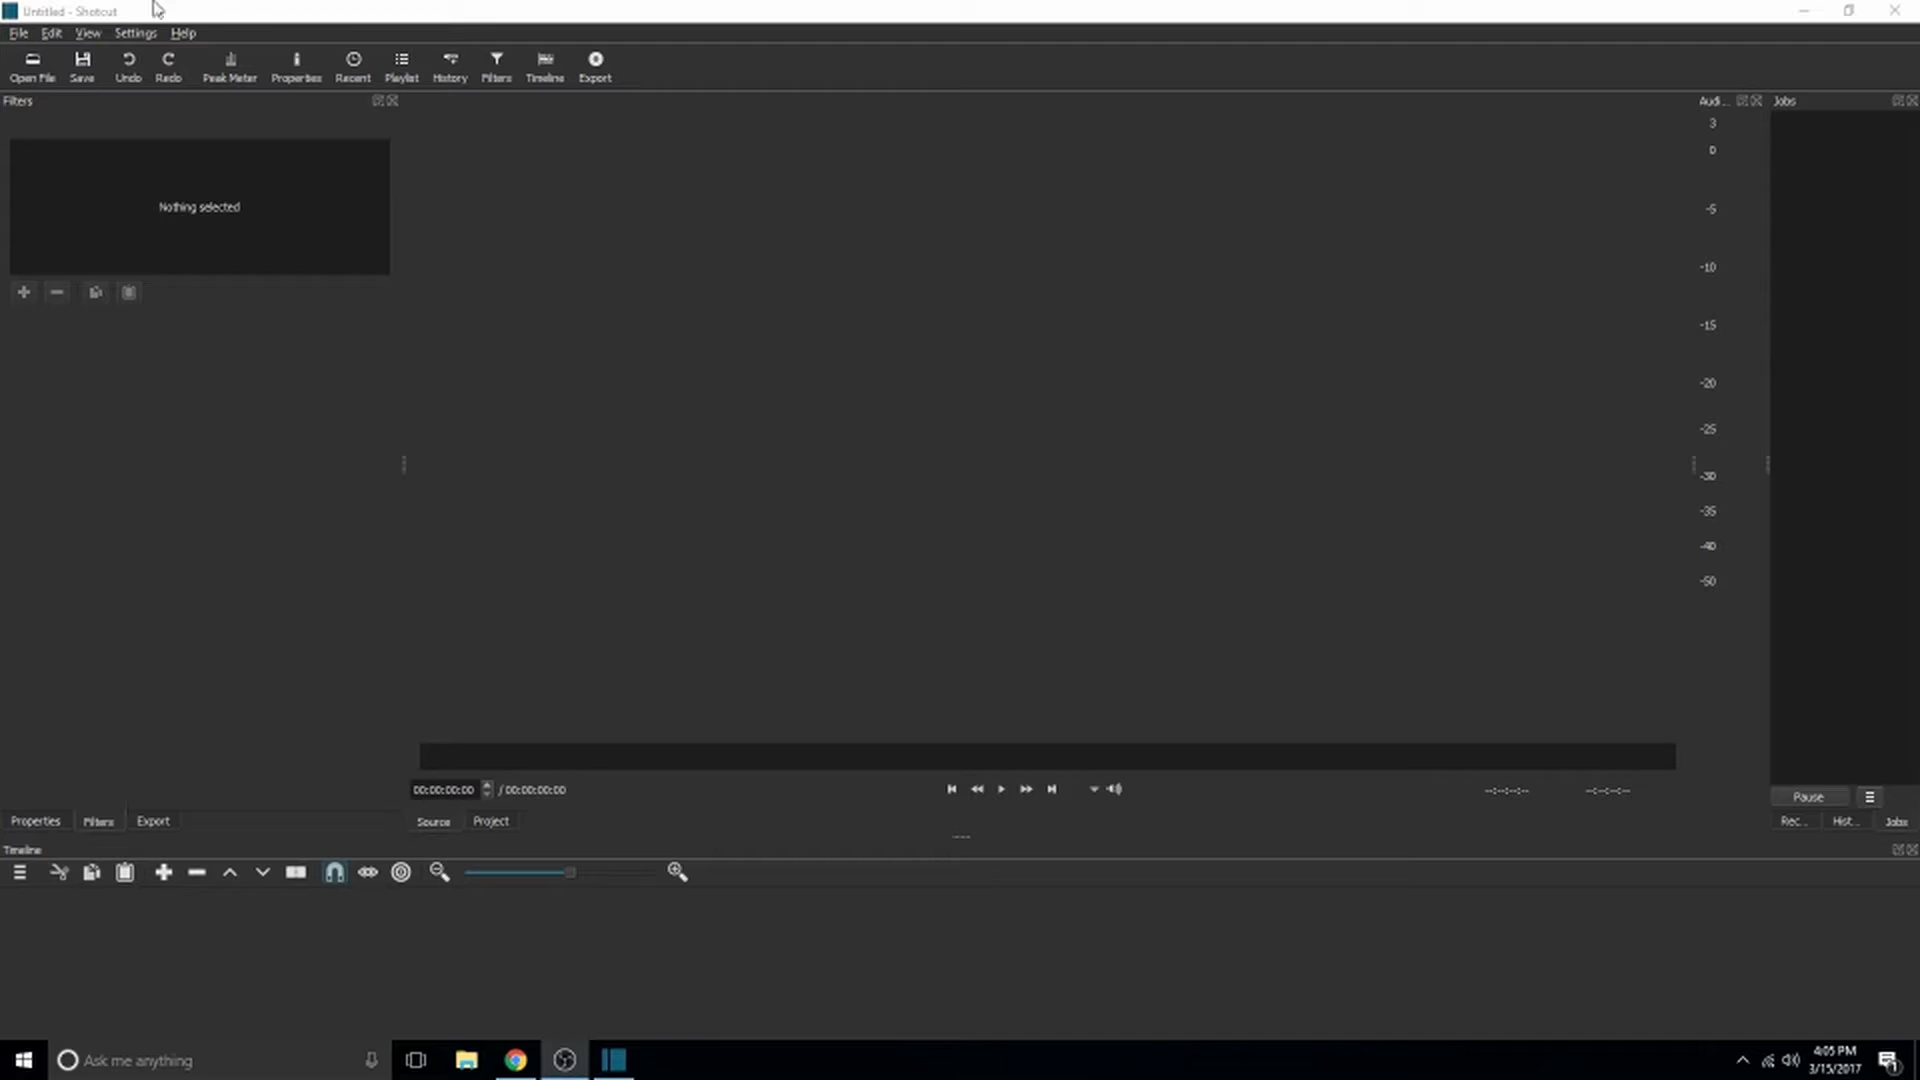 Untitled - Shotcut
File Edit View Settings Help
Open File Save Undo Redo Peak Meter Properties Recent Playlist History Filters Timeline Export
Filters
Audi...
Jobs
Nothing selected
3
0
-5
-10
-15
-20
-25
-30
-35
-40
-50
00:00:00:00 / 00:00:00:00
--:--:--:-- --:--:--:--
Pause
Properties Filters Export
Source Project
Rec... Hist... Jobs
Timeline
Ask me anything
4:05 PM
3/15/2017
1